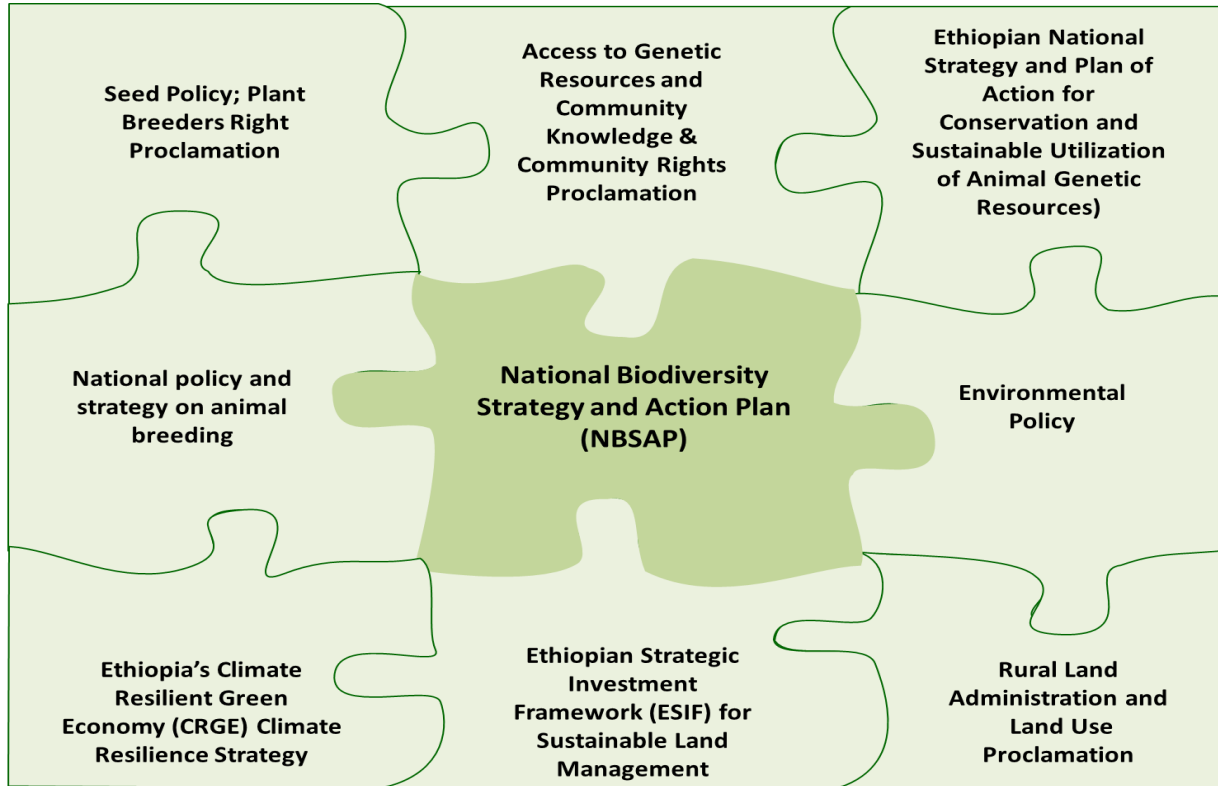 Seed Policy; Plant
Breeders Right
Proclamation
Access to Genetic
Resources and
Community
Knowledge &
Community Rights
Proclamation
Ethiopian National
Strategy and Plan of
Action for
Conservation and
Sustainable Utilization
of Animal Genetic
Resources)
National policy and
strategy on animal
breeding
National Biodiversity
Strategy and Action Plan
(NBSAP)
Environmental
Policy
Ethiopia’s Climate
Resilient Green
Economy (CRGE) Climate
Resilience Strategy
Ethiopian Strategic
Investment
Framework (ESIF) for
Sustainable Land
Management
Rural Land
Administration and
Land Use
Proclamation